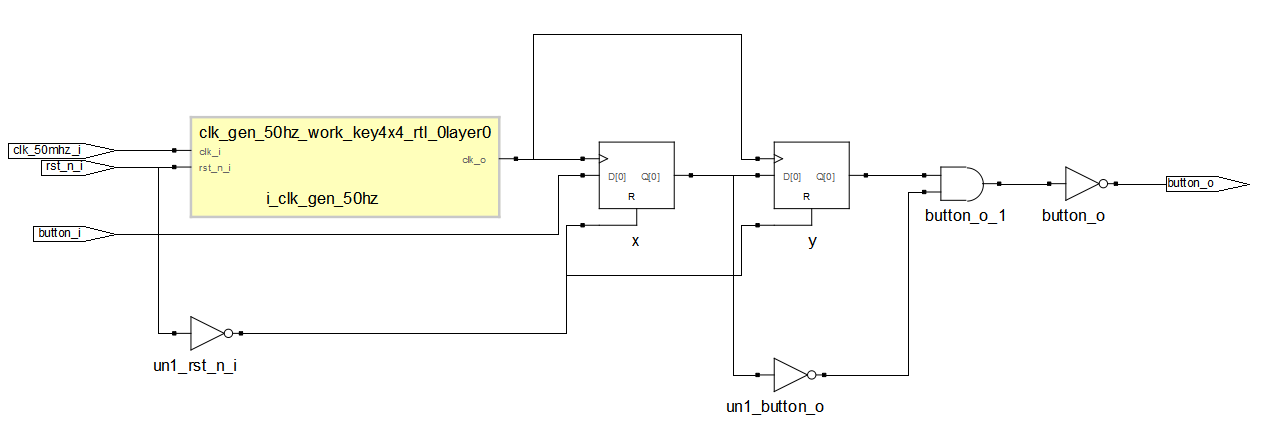 clk_gen_50hz_work_key4x4_rtl_0layer0
clk_50mhz_i
clk_i
clk_o
rst_n_i
rst_n_i
i_clk_gen_50hz
D[0]
Q[0]
R
x
D[0]
Q[0]
R
y
button_o_1
button_o
button_o
button_i
un1_rst_n_i
un1_button_o